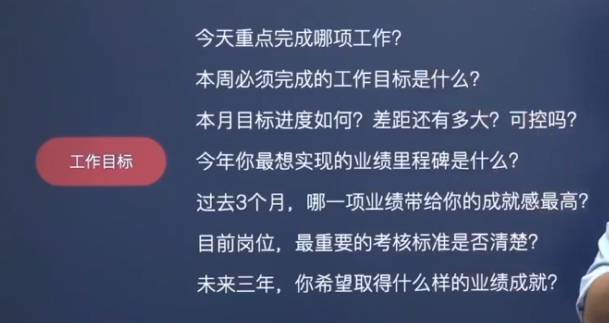 今天重点完成哪项工作？
本周必须完成的工作目标是什么？
本月目标进度如何？差距还有多大？可控吗？
工作目标
今年你最想实现的业绩里程碑是什么？
过去3个月，哪一项业绩带给你的成就感最高？
目前岗位，最重要的考核标准是否清楚？
未来三年，你希望取得什么样的业绩成就？